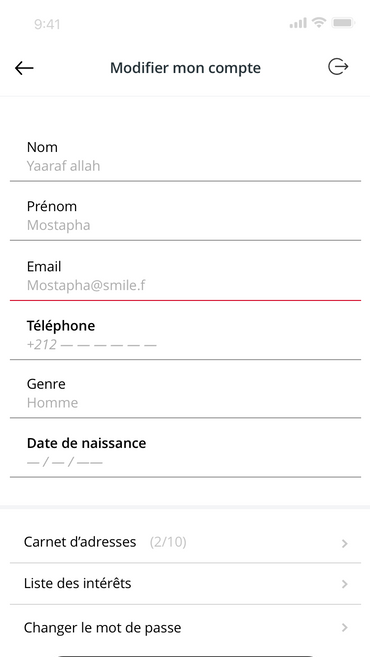 9:41
Modifier mon compte
Nom
Yaaraf allah
Prénom
Mostapha
Email
Mostapha@smile.f
Téléphone
+212 — — — — — —
Genre
Homme
Date de naissance
— / — / ——
Carnet d’adresses (2/10)
Liste des intérêts
Changer le mot de passe